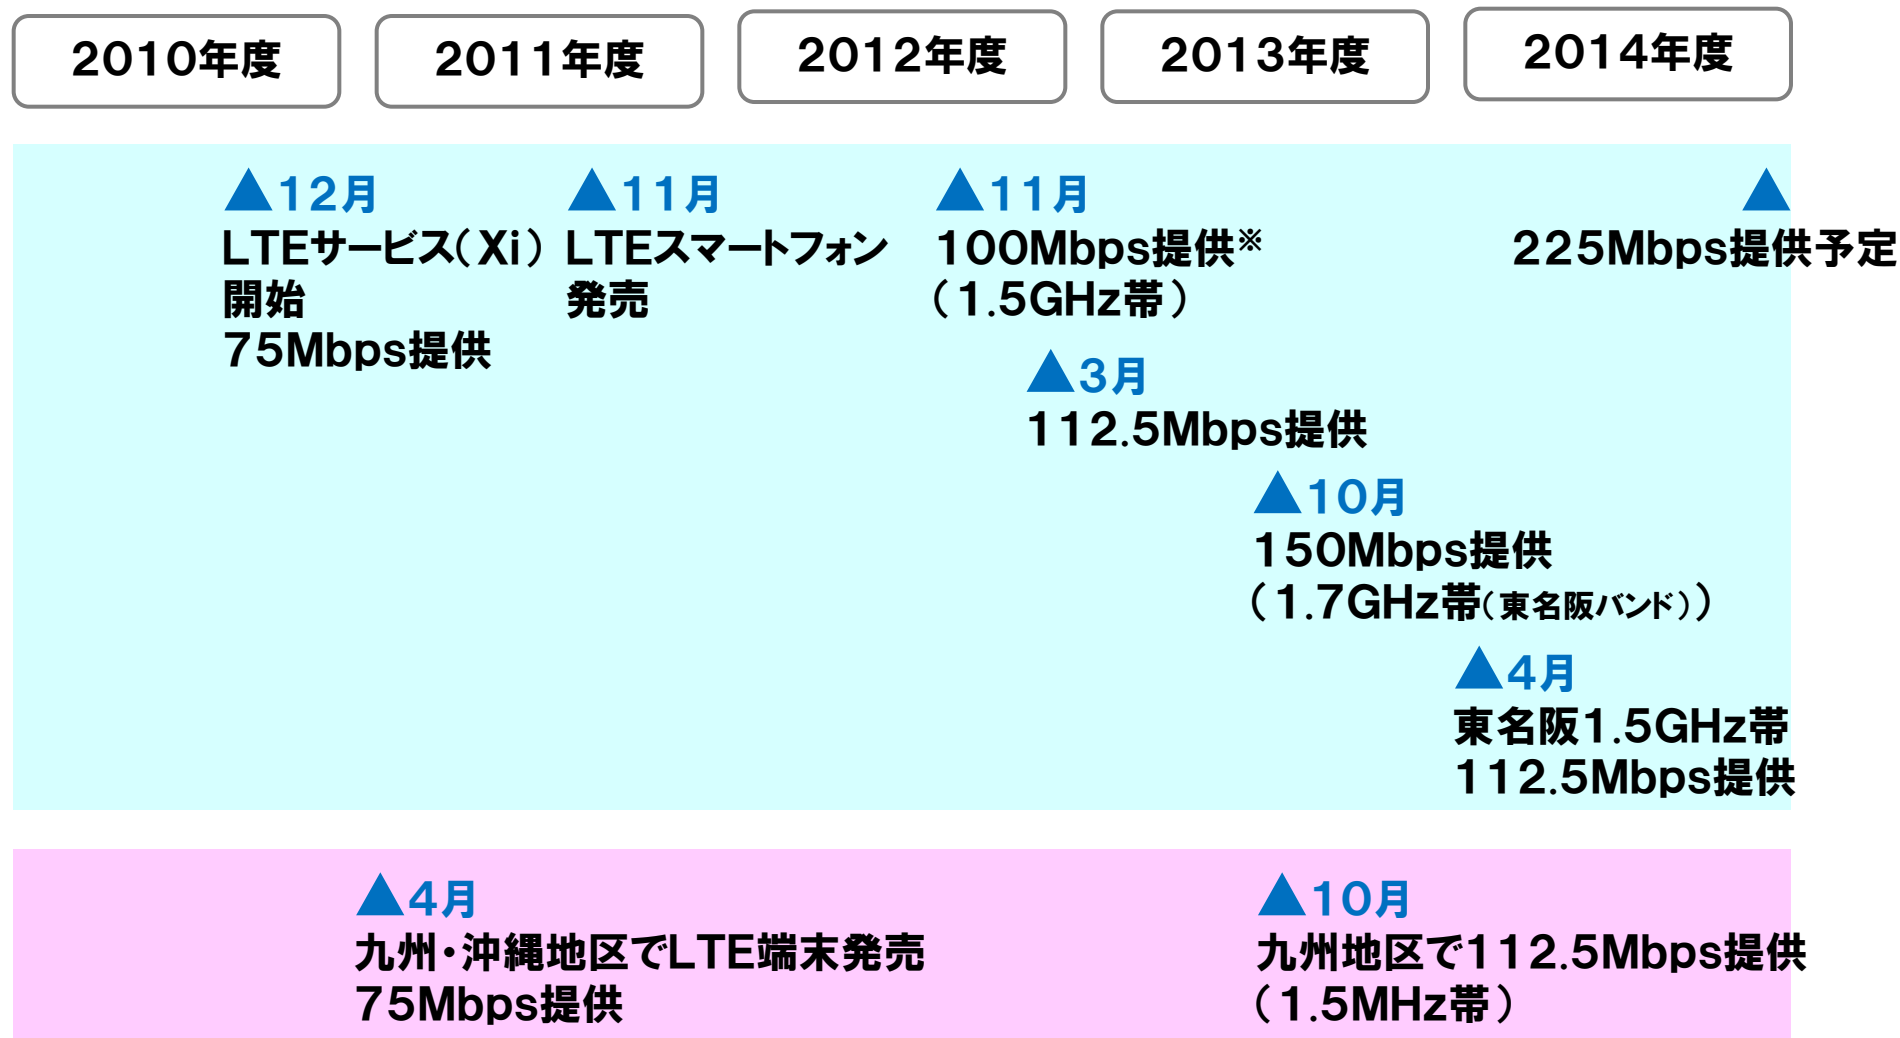 2010年度
2011年度
2012年度
2013年度
2014年度
▲12月
LTEサービス(Xi)
開始
75Mbps提供
▲11月
LTEスマートフォン
発売
▲11月
100Mbps提供※
(1.5GHz帯)
▲3月
112.5Mbps提供
▲10月
150Mbps提供
(1.7GHz帯(東名阪バンド))
▲4月
東名阪1.5GHz帯
112.5Mbps提供
▲
225Mbps提供予定
▲4月
九州・沖縄地区でLTE端末発売
75Mbps提供
▲10月
九州地区で112.5Mbps提供
(1.5MHz帯)